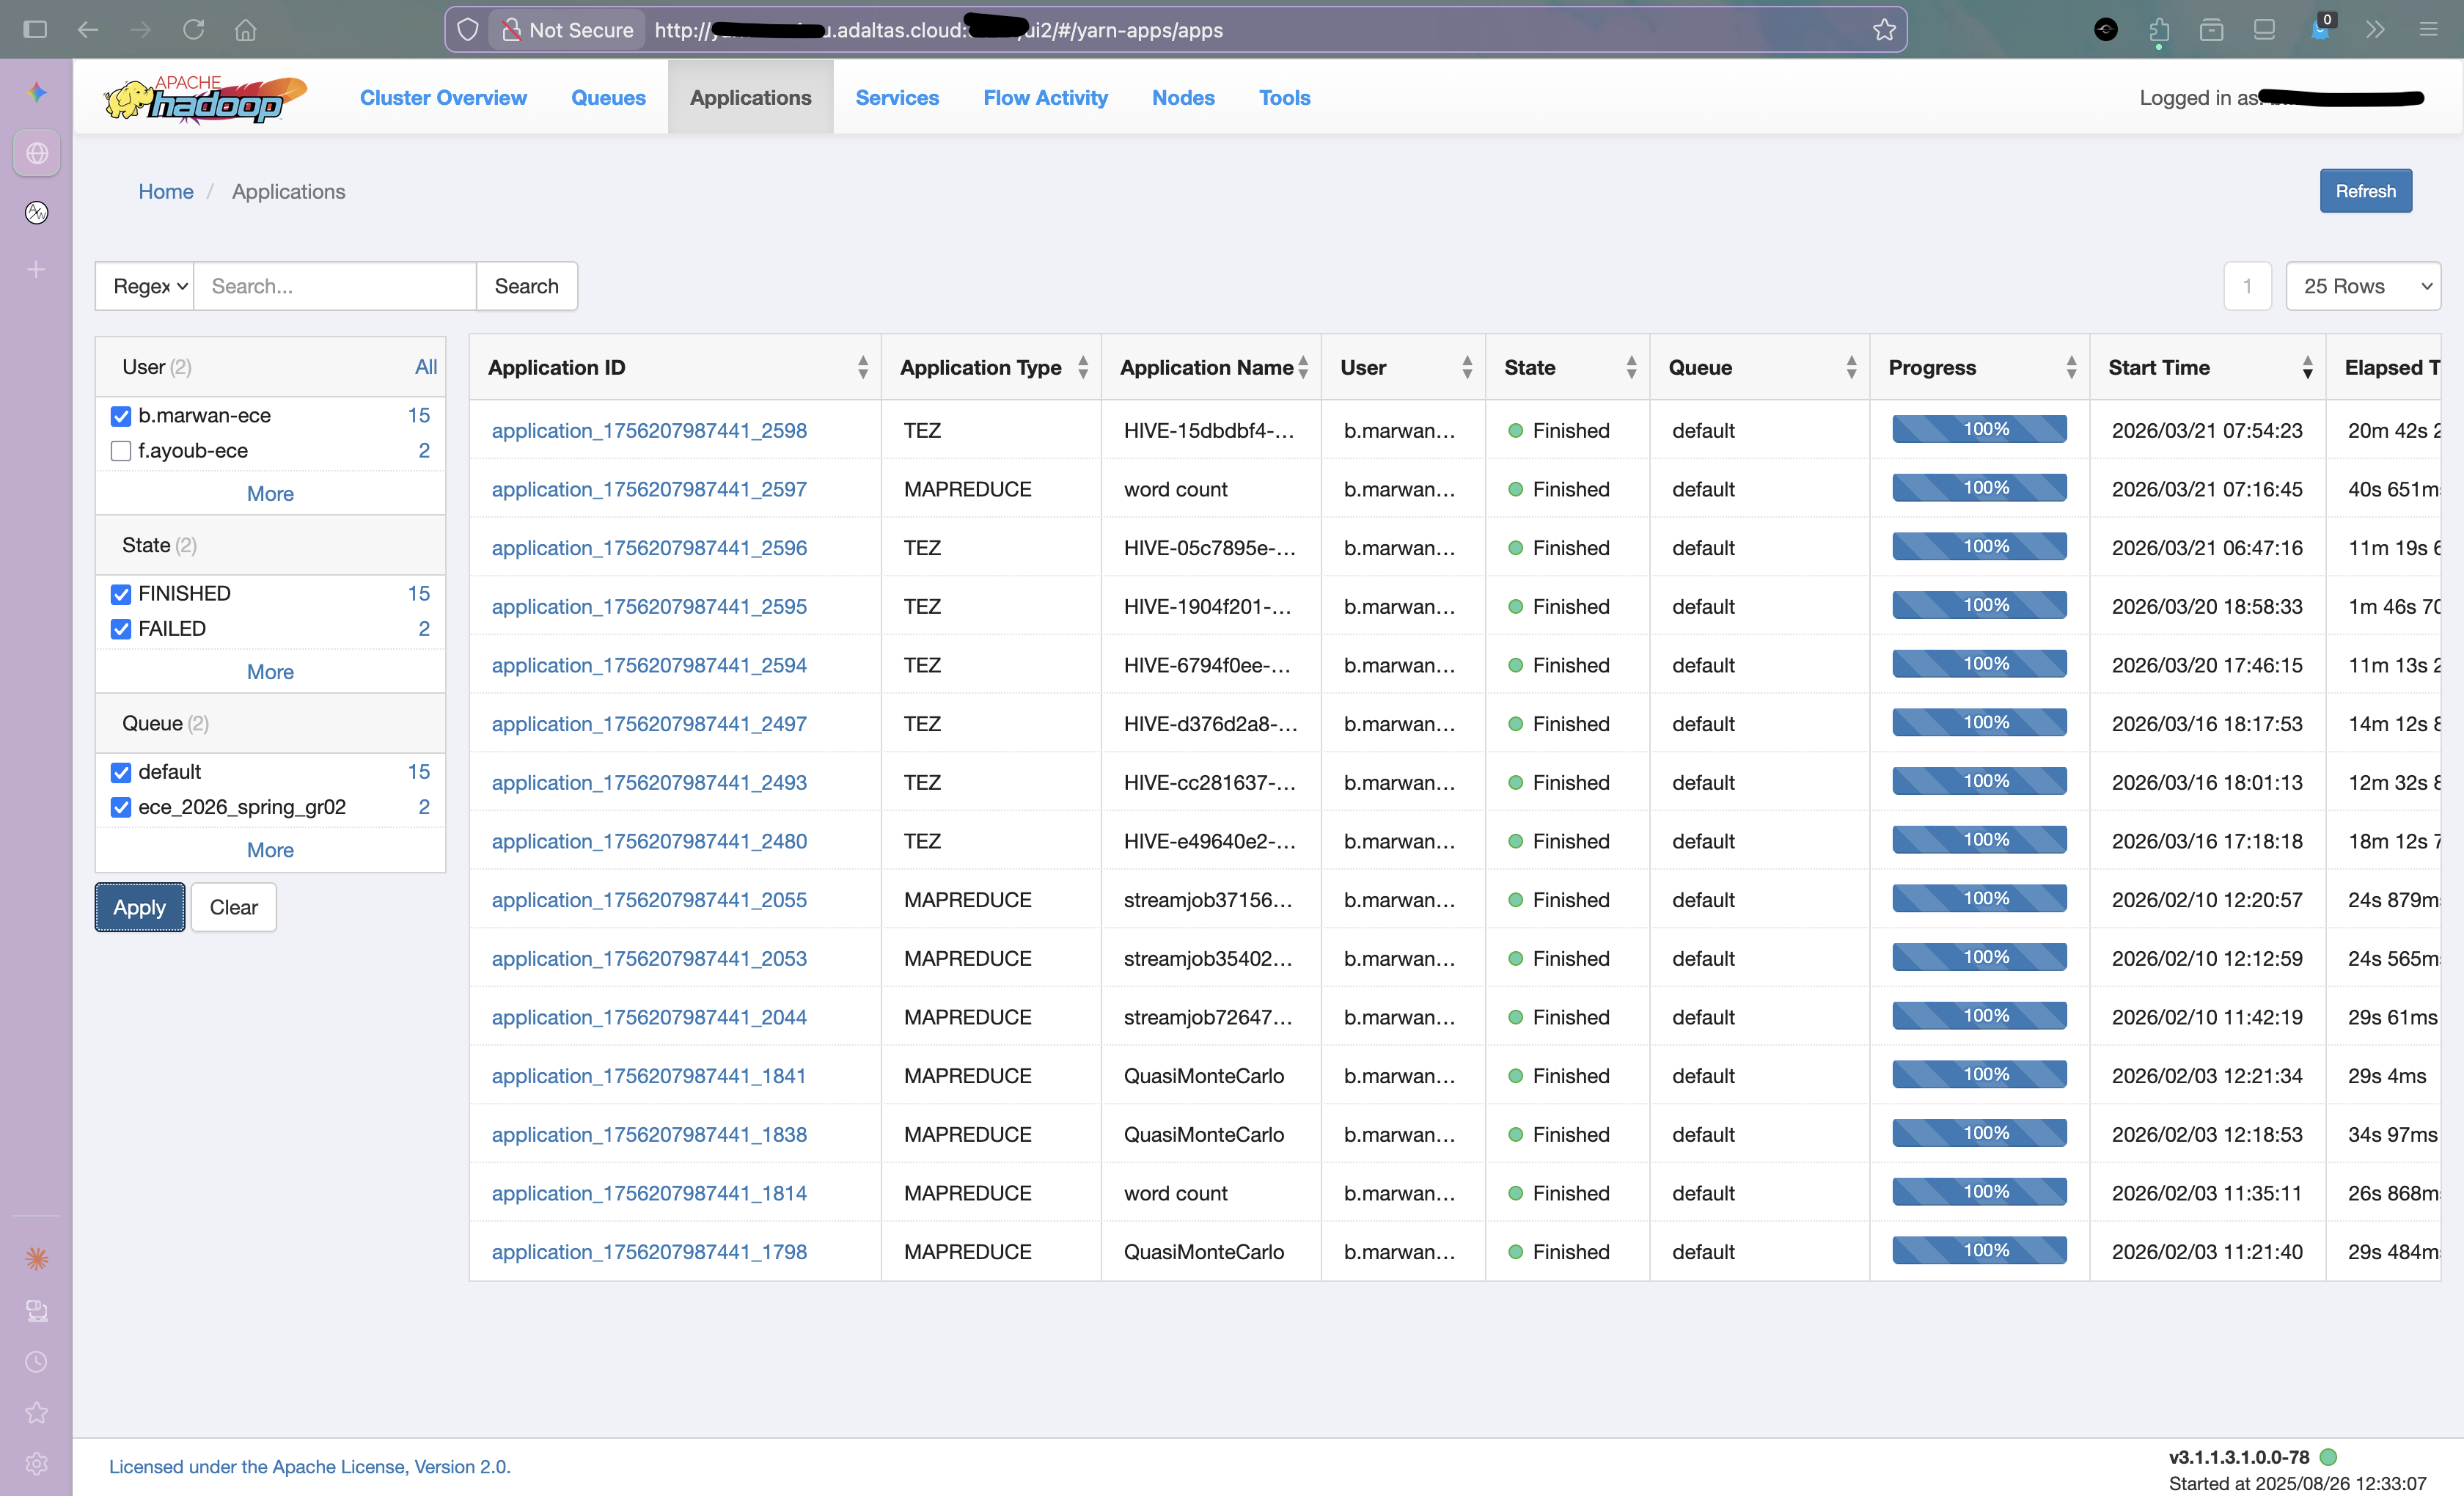 Not Secure http://y u.adaltas.cloud: ui2/#/yarn-apps/apps 0
APACHE
hadoop
Cluster Overview Queues Applications Services Flow Activity Nodes Tools
Logged in as:
Home / Applications
Refresh
Regex Search... Search
1 25 Rows
User (2) All
b.marwan-ece 15
f.ayoub-ece 2
More
State (2)
FINISHED 15
FAILED 2
More
Queue (2)
default 15
ece_2026_spring_gr02 2
More
Apply Clear
Application ID Application Type Application Name User State Queue Progress Start Time Elapsed T
application_1756207987441_2598 TEZ HIVE-15dbdbf4-... b.marwan... Finished default 100% 2026/03/21 07:54:23 20m 42s 2
application_1756207987441_2597 MAPREDUCE word count b.marwan... Finished default 100% 2026/03/21 07:16:45 40s 651m
application_1756207987441_2596 TEZ HIVE-05c7895e-... b.marwan... Finished default 100% 2026/03/21 06:47:16 11m 19s 6
application_1756207987441_2595 TEZ HIVE-1904f201-... b.marwan... Finished default 100% 2026/03/20 18:58:33 1m 46s 70
application_1756207987441_2594 TEZ HIVE-6794f0ee-... b.marwan... Finished default 100% 2026/03/20 17:46:15 11m 13s 2
application_1756207987441_2497 TEZ HIVE-d376d2a8-... b.marwan... Finished default 100% 2026/03/16 18:17:53 14m 12s 8
application_1756207987441_2493 TEZ HIVE-cc281637-... b.marwan... Finished default 100% 2026/03/16 18:01:13 12m 32s 8
application_1756207987441_2480 TEZ HIVE-e49640e2-... b.marwan... Finished default 100% 2026/03/16 17:18:18 18m 12s 7
application_1756207987441_2055 MAPREDUCE streamjob37156... b.marwan... Finished default 100% 2026/02/10 12:20:57 24s 879m
application_1756207987441_2053 MAPREDUCE streamjob35402... b.marwan... Finished default 100% 2026/02/10 12:12:59 24s 565m
application_1756207987441_2044 MAPREDUCE streamjob72647... b.marwan... Finished default 100% 2026/02/10 11:42:19 29s 61ms
application_1756207987441_1841 MAPREDUCE QuasiMonteCarlo b.marwan... Finished default 100% 2026/02/03 12:21:34 29s 4ms
application_1756207987441_1838 MAPREDUCE QuasiMonteCarlo b.marwan... Finished default 100% 2026/02/03 12:18:53 34s 97ms
application_1756207987441_1814 MAPREDUCE word count b.marwan... Finished default 100% 2026/02/03 11:35:11 26s 868m
application_1756207987441_1798 MAPREDUCE QuasiMonteCarlo b.marwan... Finished default 100% 2026/02/03 11:21:40 29s 484m
Licensed under the Apache License, Version 2.0.
v3.1.1.3.1.0.0-78
Started at 2025/08/26 12:33:07